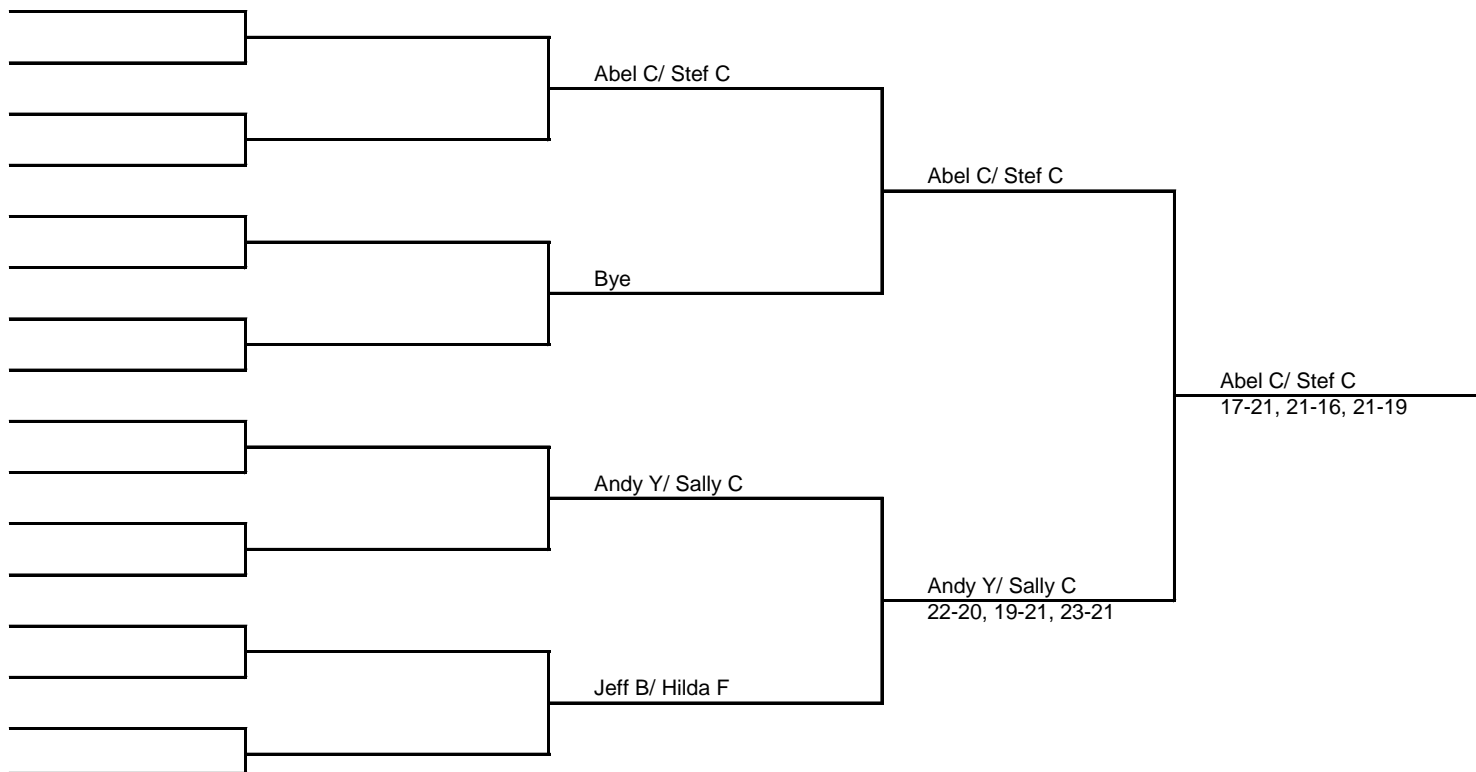 Abel C/ Stef C
Abel C/ Stef C
Bye
Abel C/ Stef C
17-21, 21-16, 21-19
Andy Y/ Sally C
Andy Y/ Sally C
22-20, 19-21, 23-21
Jeff B/ Hilda F